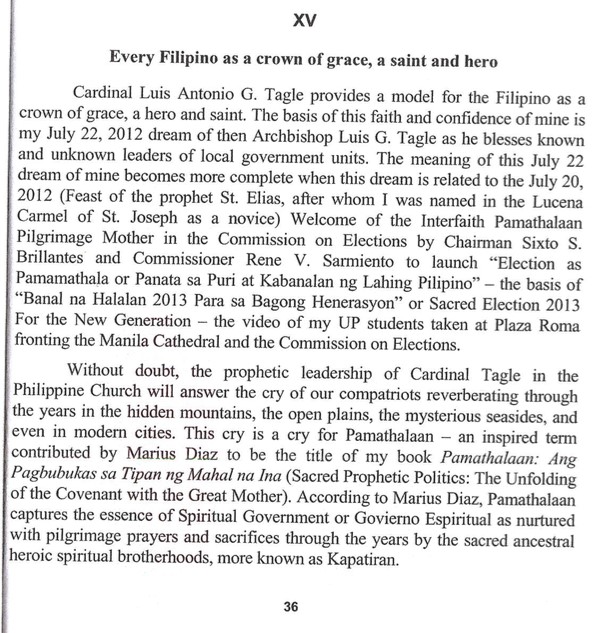 XV
Every Filipino as a crown of grace, a saint and hero
Cardinal Luis Antonio G. Tagle provides a model for the Filipino as a
crown of grace, a hero and saint. The basis of this faith and confidence of mine is
my July 22, 2012 dream of then Archbishop Luis G. Tagle as he blesses known
and unknown leaders of local government units. The meaning of this July 22
dream of mine becomes more complete when this dream is related to the July 20,
2012 (Feast of the prophet St. Elias, after whom I was named in the Lucena
Carmel of St. Joseph as a novice) Welcome of the Interfaith Pamathalaan
Pilgrimage Mother in the Commission on Elections by Chairman Sixto S.
Brillantes and Commissioner Rene V. Sarmiento to launch “Election as
Pamamathala or Panata sa Puri at Kabanalan ng Lahing Pilipino” – the basis of
“Banal na Halalan 2013 Para sa Bagong Henerasyon” or Sacred Election 2013
For the New Generation – the video of my UP students taken at Plaza Roma
fronting the Manila Cathedral and the Commission on Elections.
Without doubt, the prophetic leadership of Cardinal Tagle in the
Philippine Church will answer the cry of our compatriots reverberating through
the years in the hidden mountains, the open plains, the mysterious seasides, and
even in modern cities. This cry is a cry for Pamathalaan – an inspired term
contributed by Marius Diaz to be the title of my book Pamathalaan: Ang
Pagbubukas sa Tipan ng Mahal na Ina (Sacred Prophetic Politics: The Unfolding
of the Covenant with the Great Mother). According to Marius Diaz, Pamathalaan
captures the essence of Spiritual Government or Govierno Espiritual as nurtured
with pilgrimage prayers and sacrifices through the years by the sacred ancestral
heroic spiritual brotherhoods, more known as Kapatiran.
36